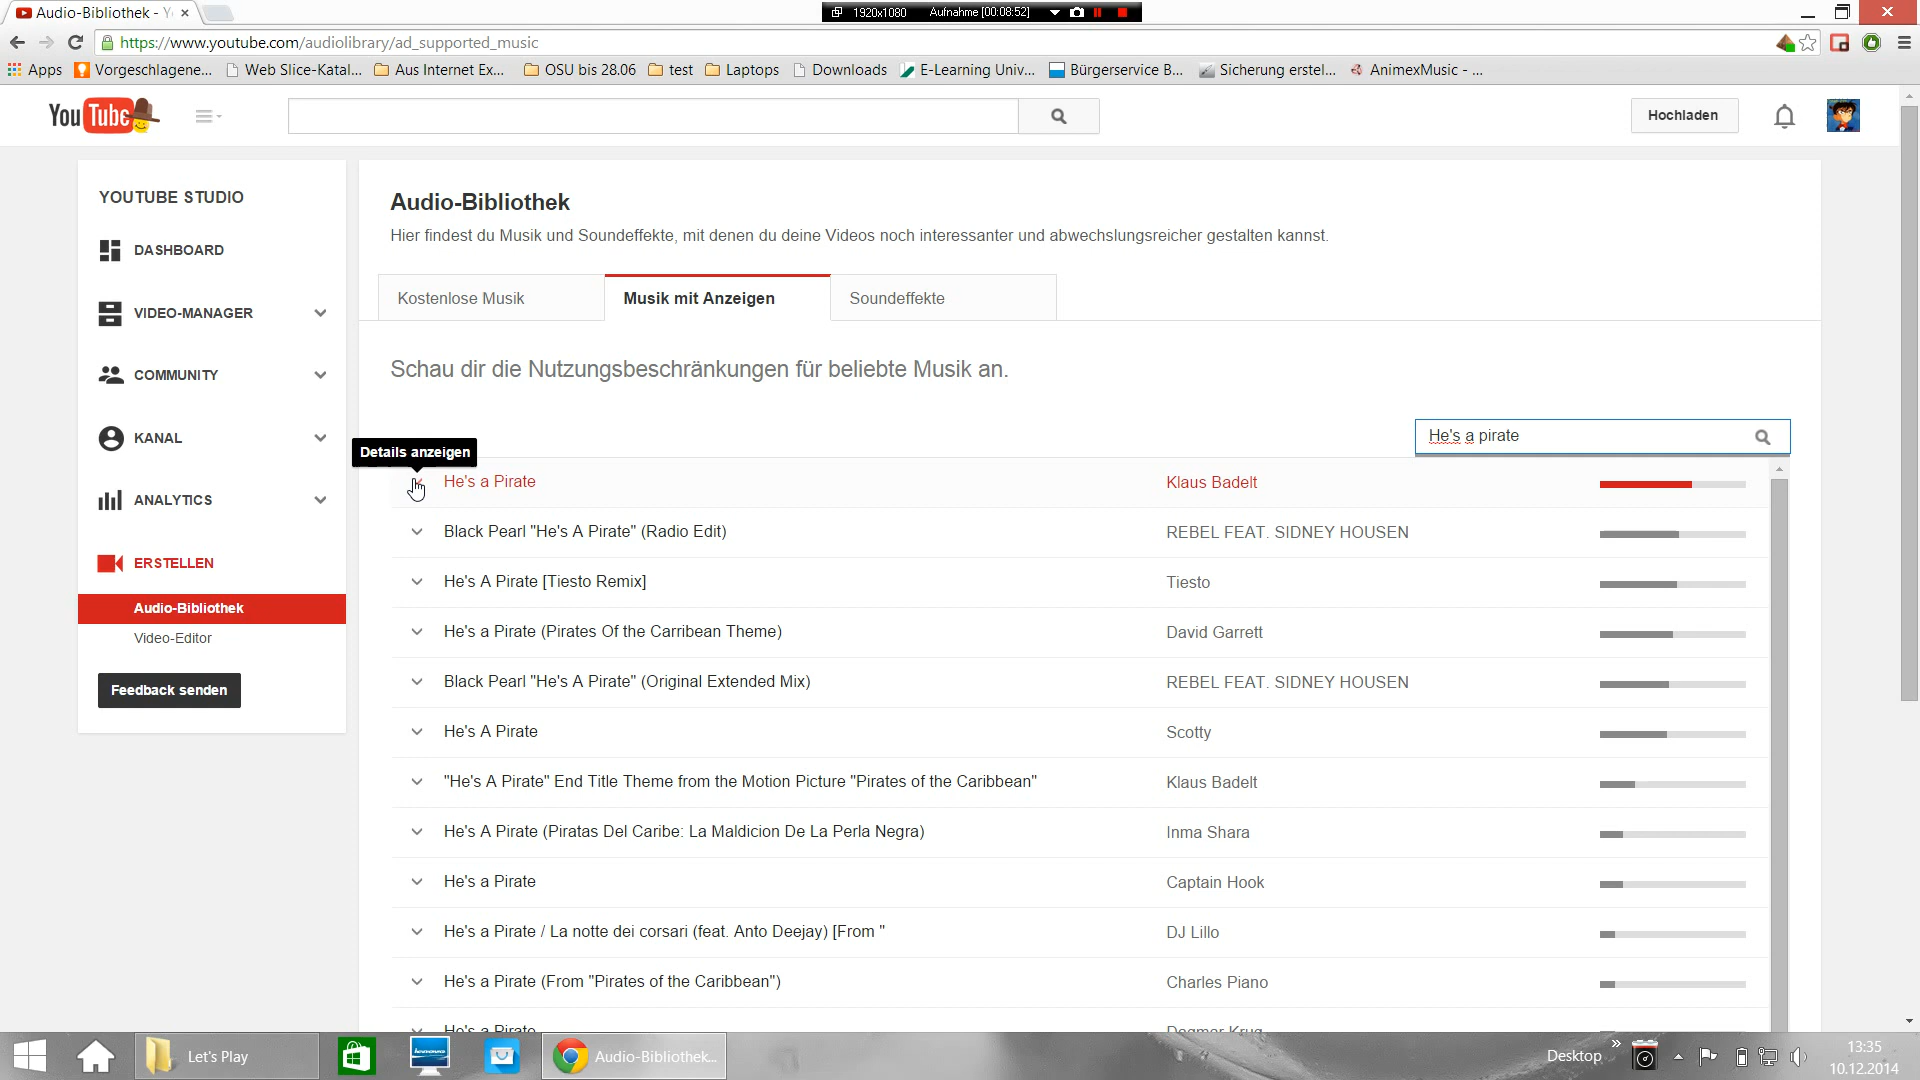 Audio-Bibliothek - Y
1920x1080 Aufnahme [00:08:52]
https://www.youtube.com/audiolibrary/ad_supported_music
Apps Vorgeschlagene... Web Slice-Katal... Aus Internet Ex... OSU bis 28.06 test Laptops Downloads E-Learning Univ... Bürgerservice B... Sicherung erstel... AnimexMusic - ...
YouTube
Hochladen
YOUTUBE STUDIO
DASHBOARD
VIDEO-MANAGER
COMMUNITY
KANAL
ANALYTICS
ERSTELLEN
Audio-Bibliothek
Video-Editor
Feedback senden
Audio-Bibliothek
Hier findest du Musik und Soundeffekte, mit denen du deine Videos noch interessanter und abwechslungsreicher gestalten kannst.
Kostenlose Musik Musik mit Anzeigen Soundeffekte
Schau dir die Nutzungsbeschränkungen für beliebte Musik an.
He's a pirate
Details anzeigen
He's a Pirate Klaus Badelt
Black Pearl "He's A Pirate" (Radio Edit) REBEL FEAT. SIDNEY HOUSEN
He's A Pirate [Tiesto Remix] Tiesto
He's a Pirate (Pirates Of the Carribean Theme) David Garrett
Black Pearl "He's A Pirate" (Original Extended Mix) REBEL FEAT. SIDNEY HOUSEN
He's A Pirate Scotty
"He's A Pirate" End Title Theme from the Motion Picture "Pirates of the Caribbean" Klaus Badelt
He's A Pirate (Piratas Del Caribe: La Maldicion De La Perla Negra) Inma Shara
He's a Pirate Captain Hook
He's a Pirate / La notte dei corsari (feat. Anto Deejay) [From " DJ Lillo
He's a Pirate (From "Pirates of the Caribbean") Charles Piano
He's a Pirate Dagmar Krug
Let's Play
lenovo
Audio-Bibliothek...
Desktop
13:35
10.12.2014